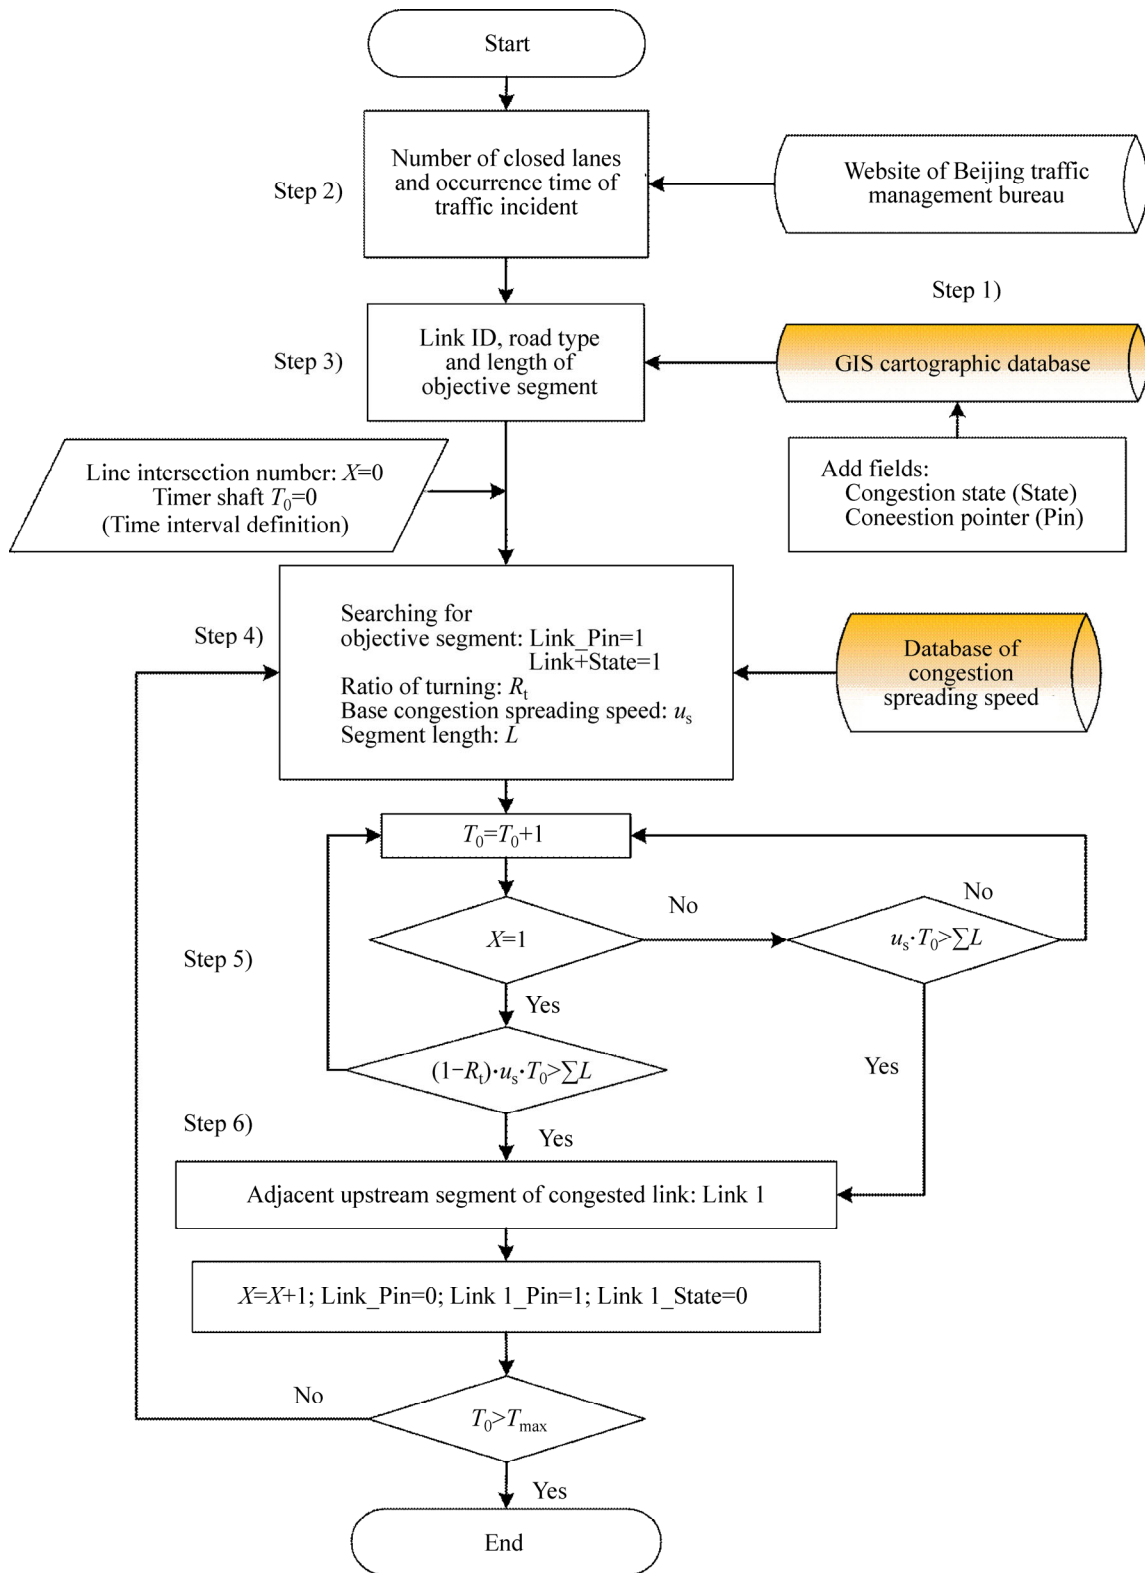 Start
Step 2)
Number of closed lanes
and occurrence time of
traffic incident
Website of Beijing traffic
management bureau
Step 1)
Step 3)
Link ID, road type
and length of
objective segment
GIS cartographic database
Linc intcrscction numbcr: X=0
Timer shaft T₀=0
(Time interval definition)
Add fields:
Congestion state (State)
Coneestion pointer (Pin)
Step 4)
Searching for
objective segment: Link_Pin=1
Link+State=1
Ratio of turning: Rₜ
Base congestion spreading speed: uₛ
Segment length: L
Database of
congestion
spreading speed
T₀=T₀+1
No
No
X=1
uₛ·T₀>∑L
Step 5)
Yes
Yes
(1−Rₜ)·uₛ·T₀>∑L
Step 6)
Yes
Adjacent upstream segment of congested link: Link 1
X=X+1; Link_Pin=0; Link 1_Pin=1; Link 1_State=0
No
T₀>Tmax
Yes
End